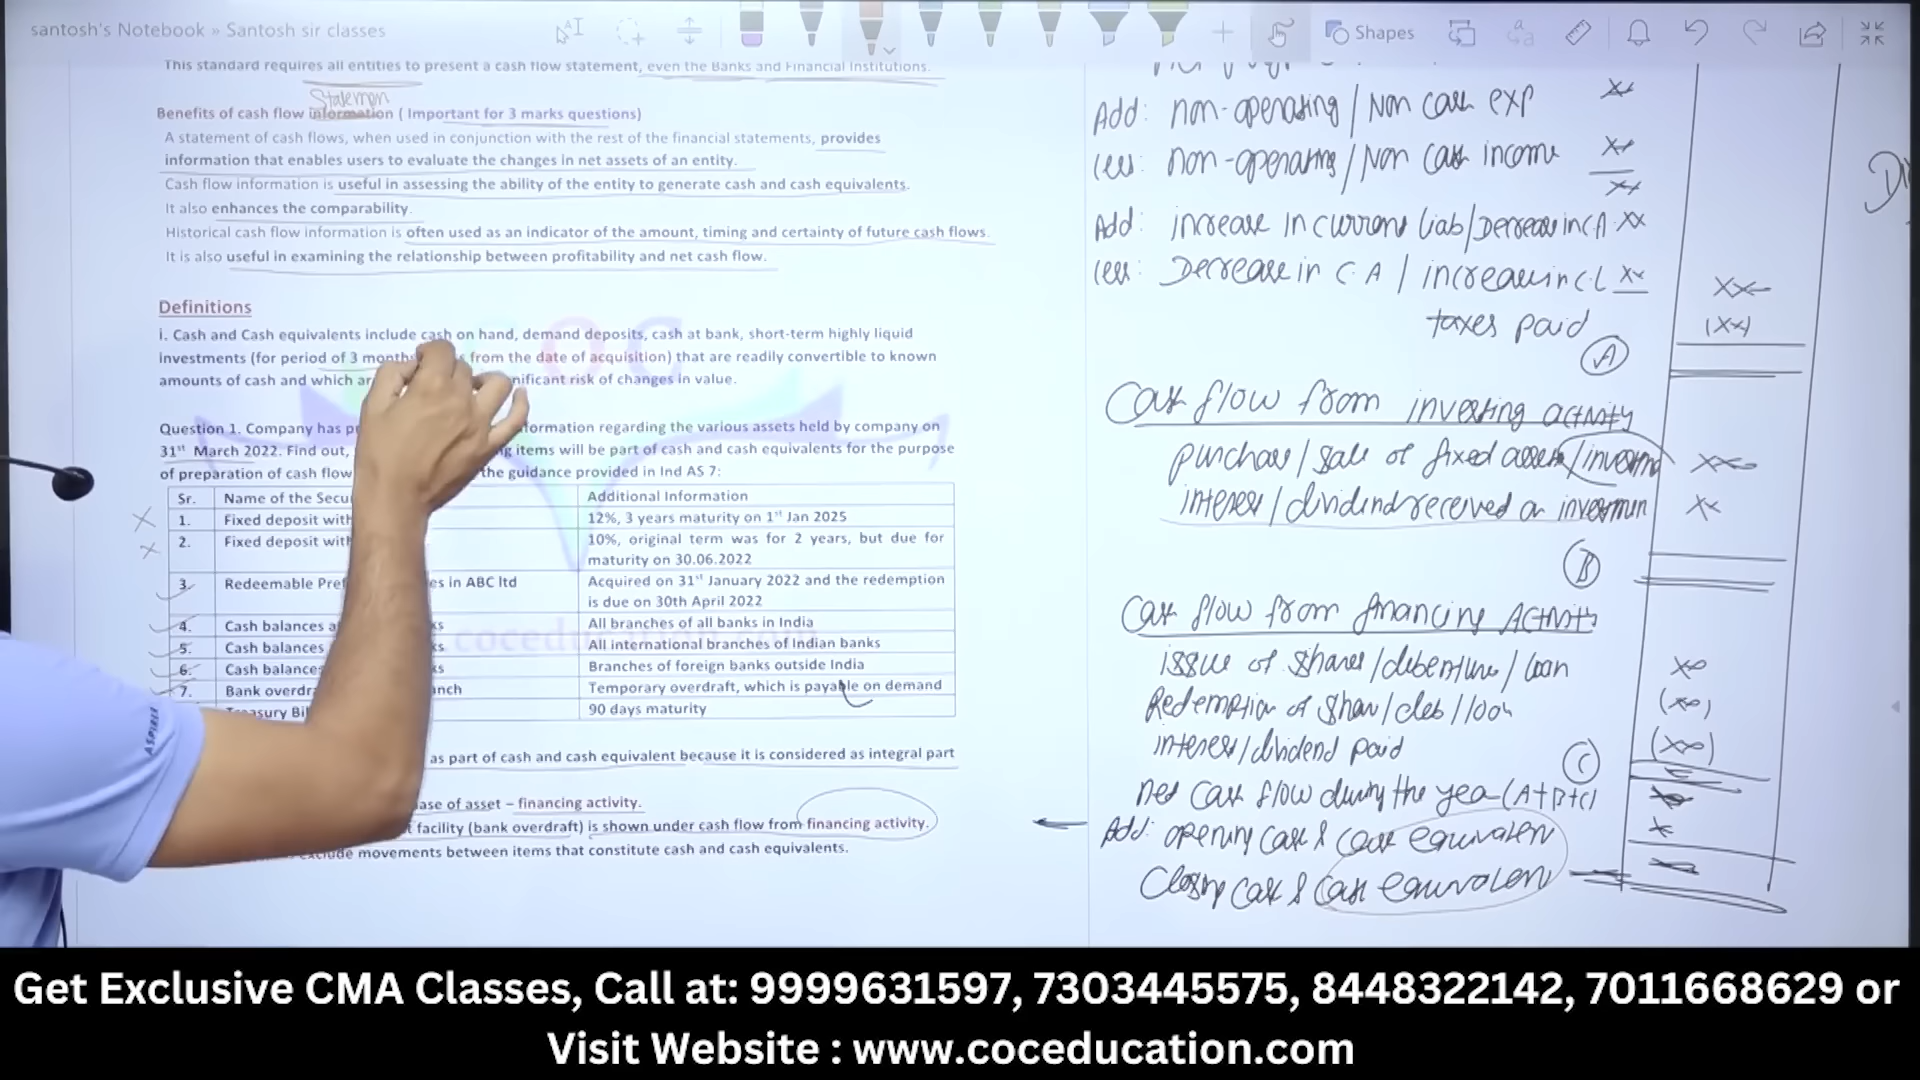 santosh's Notebook » Santosh sir classes
Shapes
This standard requires all entities to present a cash flow statement, even the Banks and Financial Institutions.
Statemen
Benefits of cash flow information ( Important for 3 marks questions)
A statement of cash flows, when used in conjunction with the rest of the financial statements, provides
information that enables users to evaluate the changes in net assets of an entity.
Cash flow information is useful in assessing the ability of the entity to generate cash and cash equivalents.
It also enhances the comparability.
Historical cash flow information is often used as an indicator of the amount, timing and certainty of future cash flows.
It is also useful in examining the relationship between profitability and net cash flow.
Definitions
i. Cash and Cash equivalents include cash on hand, demand deposits, cash at bank, short-term highly liquid
investments (for period of 3 months from the date of acquisition) that are readily convertible to known
amounts of cash and which risk of changes in value.
Question 1. Company has regarding the various assets held by company on
31st March 2022. Find out, items will be part of cash and cash equivalents for the purpose
of preparation of cash flow the guidance provided in Ind AS 7:
Sr. Name of the Additional Information
1. Fixed deposit with 12%, 3 years maturity on 1st Jan 2025
2. Fixed deposit with 10%, original term was for 2 years, but due for
maturity on 30.06.2022
3. Redeemable in ABC ltd Acquired on 31st January 2022 and the redemption
is due on 30th April 2022
4. Cash balances All branches of all banks in India
5. Cash balances All international branches of Indian banks
6. Cash balances Branches of foreign banks outside India
7. Bank Temporary overdraft, which is payable on demand
90 days maturity
as part of cash and cash equivalent because it is considered as integral part
of asset – financing activity.
facility (bank overdraft) is shown under cash flow from financing activity.
movements between items that constitute cash and cash equivalents.
Add: non-operating / Non cash exp xx
Less: non-operating / Non cash income xx
xx
Add: increase in current liab/Decrease in C.A xx
Less: Decrease in C.A / increase in C.L xx xx
taxes paid (xx)
A
Cash flow from investing activity
purchase/sale of fixed assets/investmen xx
interest/dividend received on investmen xx
B
Cash flow from financing Activity
issue of shares/debenture/loan xx
Redemption of share/deb/loan (xx)
interest/dividend paid (xx)
C
net cash flow during the year (A+B+C)
Add: opening cash & cash equivalen x
Closing cash & cash equivalen
Get Exclusive CMA Classes, Call at: 9999631597, 7303445575, 8448322142, 7011668629 or
Visit Website : www.coceducation.com